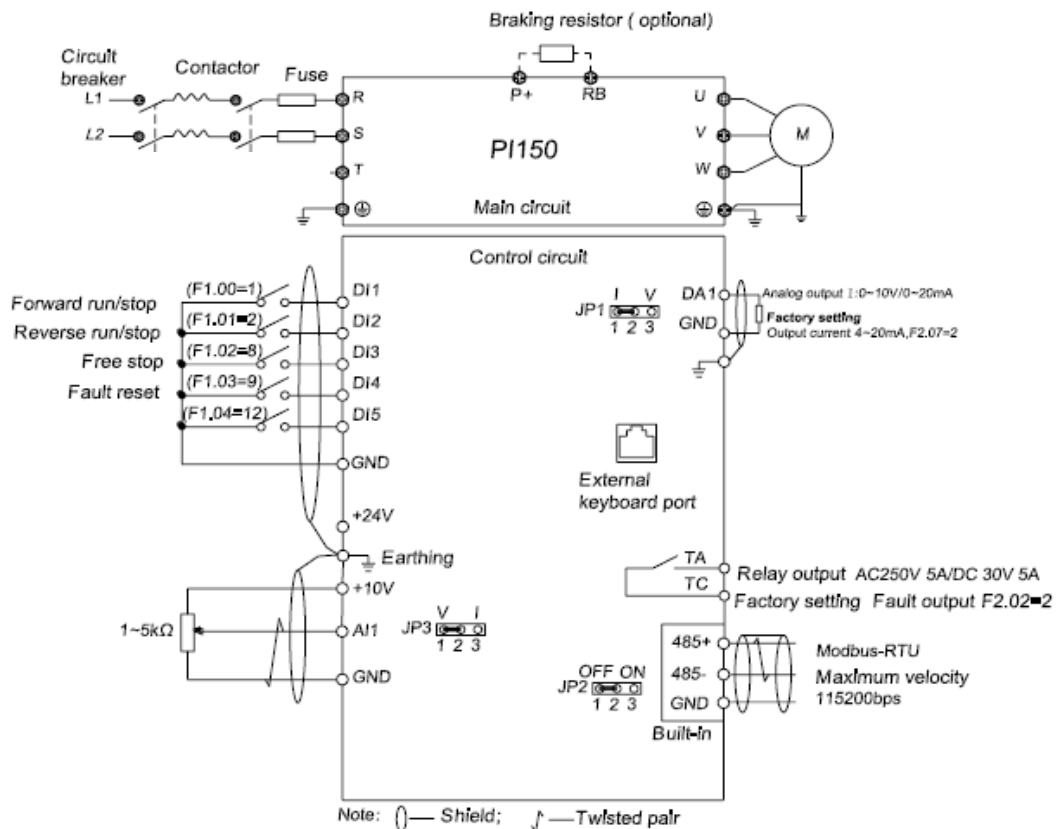 Braking resistor ( optional)
Circuit breaker
Contactor
Fuse
L1
L2
R
S
T
P+
RB
U
V
W
M
PI150
Main circuit
Control circuit
Forward run/stop
(F1.00=1)
DI1
Reverse run/stop
(F1.01=2)
DI2
Free stop
(F1.02=8)
DI3
Fault reset
(F1.03=9)
DI4
(F1.04=12)
DI5
GND
+24V
Earthing
+10V
1~5kΩ
AI1
GND
I V
JP1
1 2 3
DA1
GND
Analog output I:0~10V/0~20mA
Factory setting
Output current 4~20mA,F2.07=2
External
keyboard port
TA
TC
Relay output AC250V 5A/DC 30V 5A
Factory setting Fault output F2.02=2
V I
JP3
1 2 3
OFF ON
JP2
1 2 3
485+
485-
GND
Built-in
Modbus-RTU
Maximum velocity
115200bps
Note: — Shield; — Twisted pair